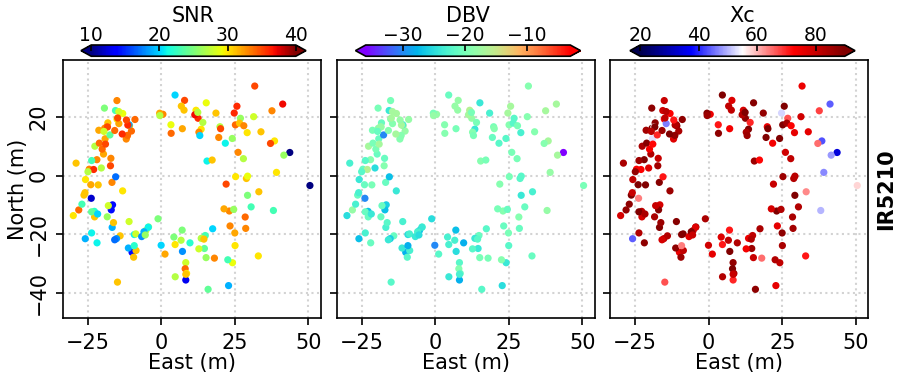 SNR DBV Xc
10 20 30 40 −30 −20 −10 20 40 60 80
20
0
−20
−40
North (m)
−25 0 25 50 −25 0 25 50 −25 0 25 50
East (m) East (m) East (m)
IR5210